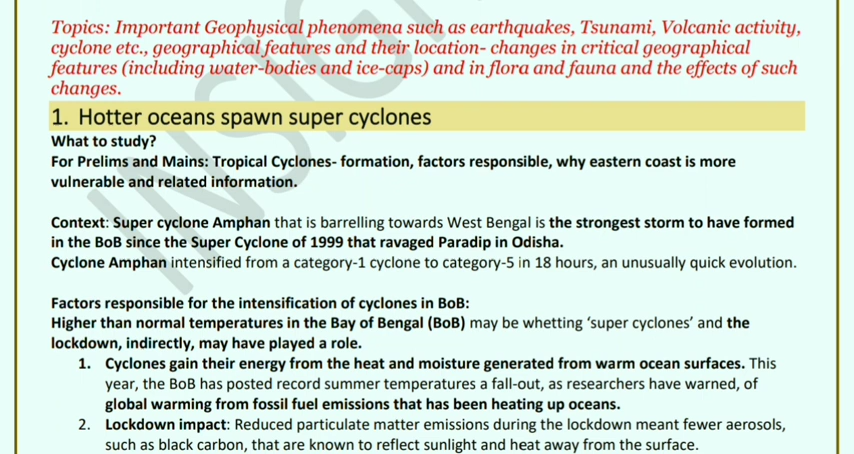 Topics: Important Geophysical phenomena such as earthquakes, Tsunami, Volcanic activity,
cyclone etc., geographical features and their location- changes in critical geographical
features (including water-bodies and ice-caps) and in flora and fauna and the effects of such
changes.
1. Hotter oceans spawn super cyclones
What to study?
For Prelims and Mains: Tropical Cyclones- formation, factors responsible, why eastern coast is more
vulnerable and related information.
Context: Super cyclone Amphan that is barrelling towards West Bengal is the strongest storm to have formed
in the BoB since the Super Cyclone of 1999 that ravaged Paradip in Odisha.
Cyclone Amphan intensified from a category-1 cyclone to category-5 in 18 hours, an unusually quick evolution.
Factors responsible for the intensification of cyclones in BoB:
Higher than normal temperatures in the Bay of Bengal (BoB) may be whetting ‘super cyclones’ and the
lockdown, indirectly, may have played a role.
1. Cyclones gain their energy from the heat and moisture generated from warm ocean surfaces. This
year, the BoB has posted record summer temperatures a fall-out, as researchers have warned, of
global warming from fossil fuel emissions that has been heating up oceans.
2. Lockdown impact: Reduced particulate matter emissions during the lockdown meant fewer aerosols,
such as black carbon, that are known to reflect sunlight and heat away from the surface.